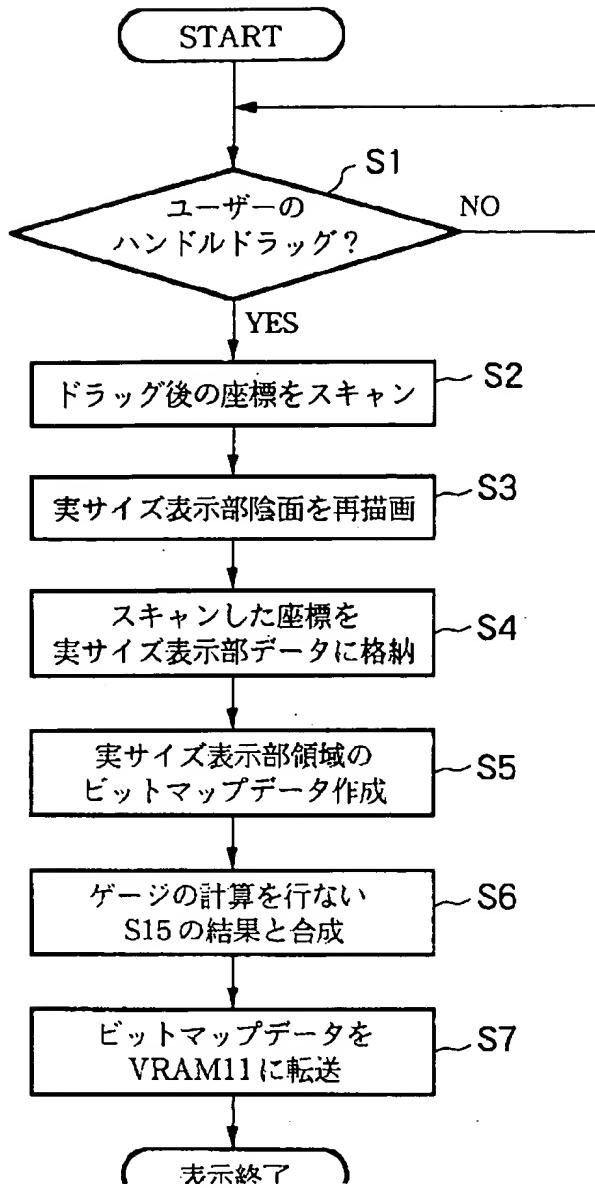 START
S1
ユーザーの
ハンドルドラッグ?
NO
YES
S2
ドラッグ後の座標をスキャン
S3
実サイズ表示部陰面を再描画
スキャンした座標を
実サイズ表示部データに格納
S4
実サイズ表示部領域の
ビットマップデータ作成
S5
ゲージの計算を行ない
S15の結果と合成
S6
ビットマップデータを
VRAM11に転送
S7
表示終了